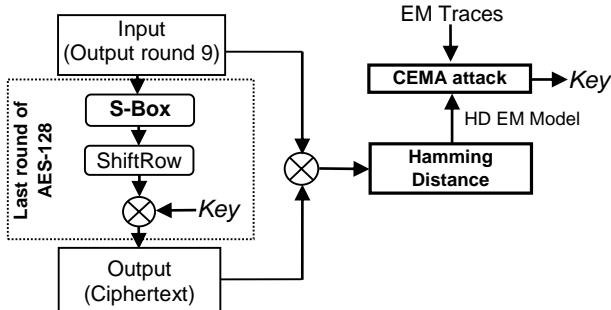 Input
(Output round 9)
Last round of
AES-128
S-Box
ShiftRow
Key
Output
(Ciphertext)
EM Traces
CEMA attack
Key
HD EM Model
Hamming
Distance